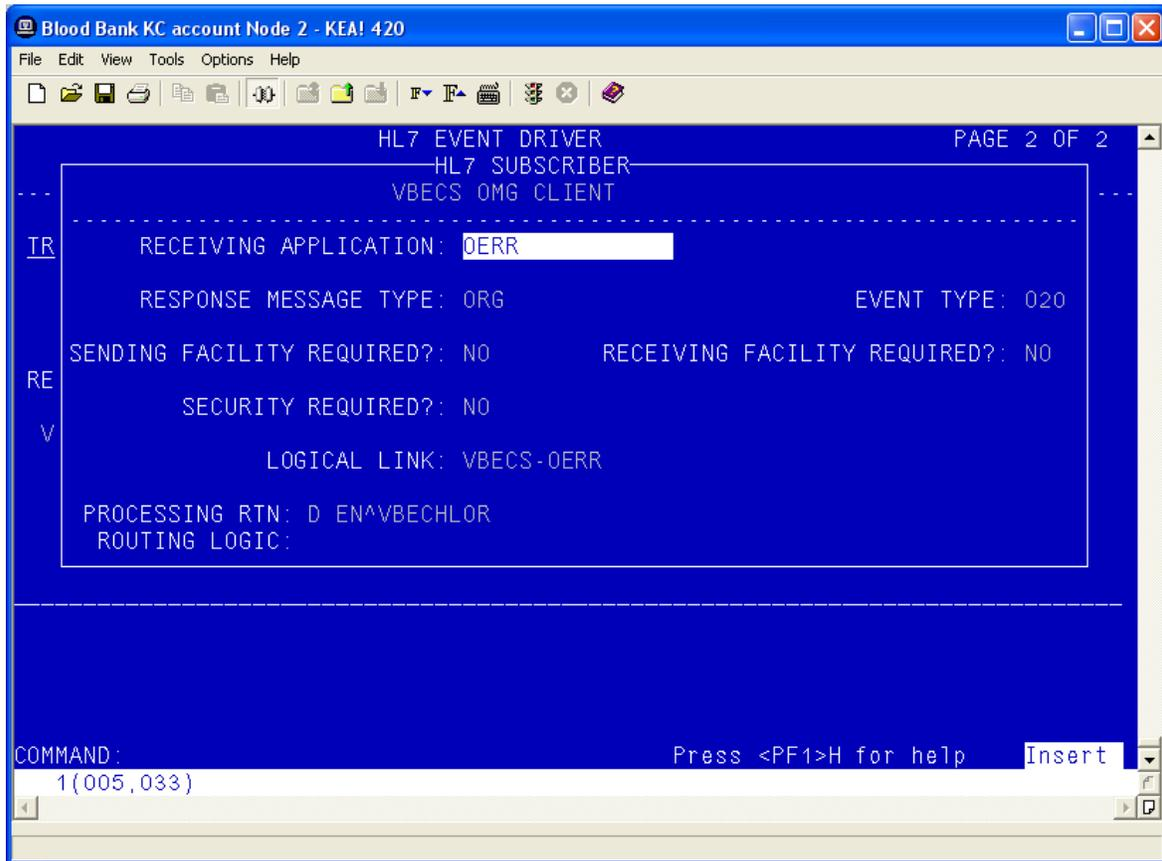 Blood Bank KC account Node 2 - KEA! 420
File Edit View Tools Options Help
HL7 EVENT DRIVER PAGE 2 OF 2
HL7 SUBSCRIBER
--- VBECS OMG CLIENT ---
TR RECEIVING APPLICATION: OERR
RESPONSE MESSAGE TYPE: ORG EVENT TYPE: O20
SENDING FACILITY REQUIRED?: NO RECEIVING FACILITY REQUIRED?: NO
RE
SECURITY REQUIRED?: NO
V
LOGICAL LINK: VBECS-OERR
PROCESSING RTN: D EN^VBECHLOR
ROUTING LOGIC:
COMMAND: Press <PF1>H for help Insert
1(005,033)